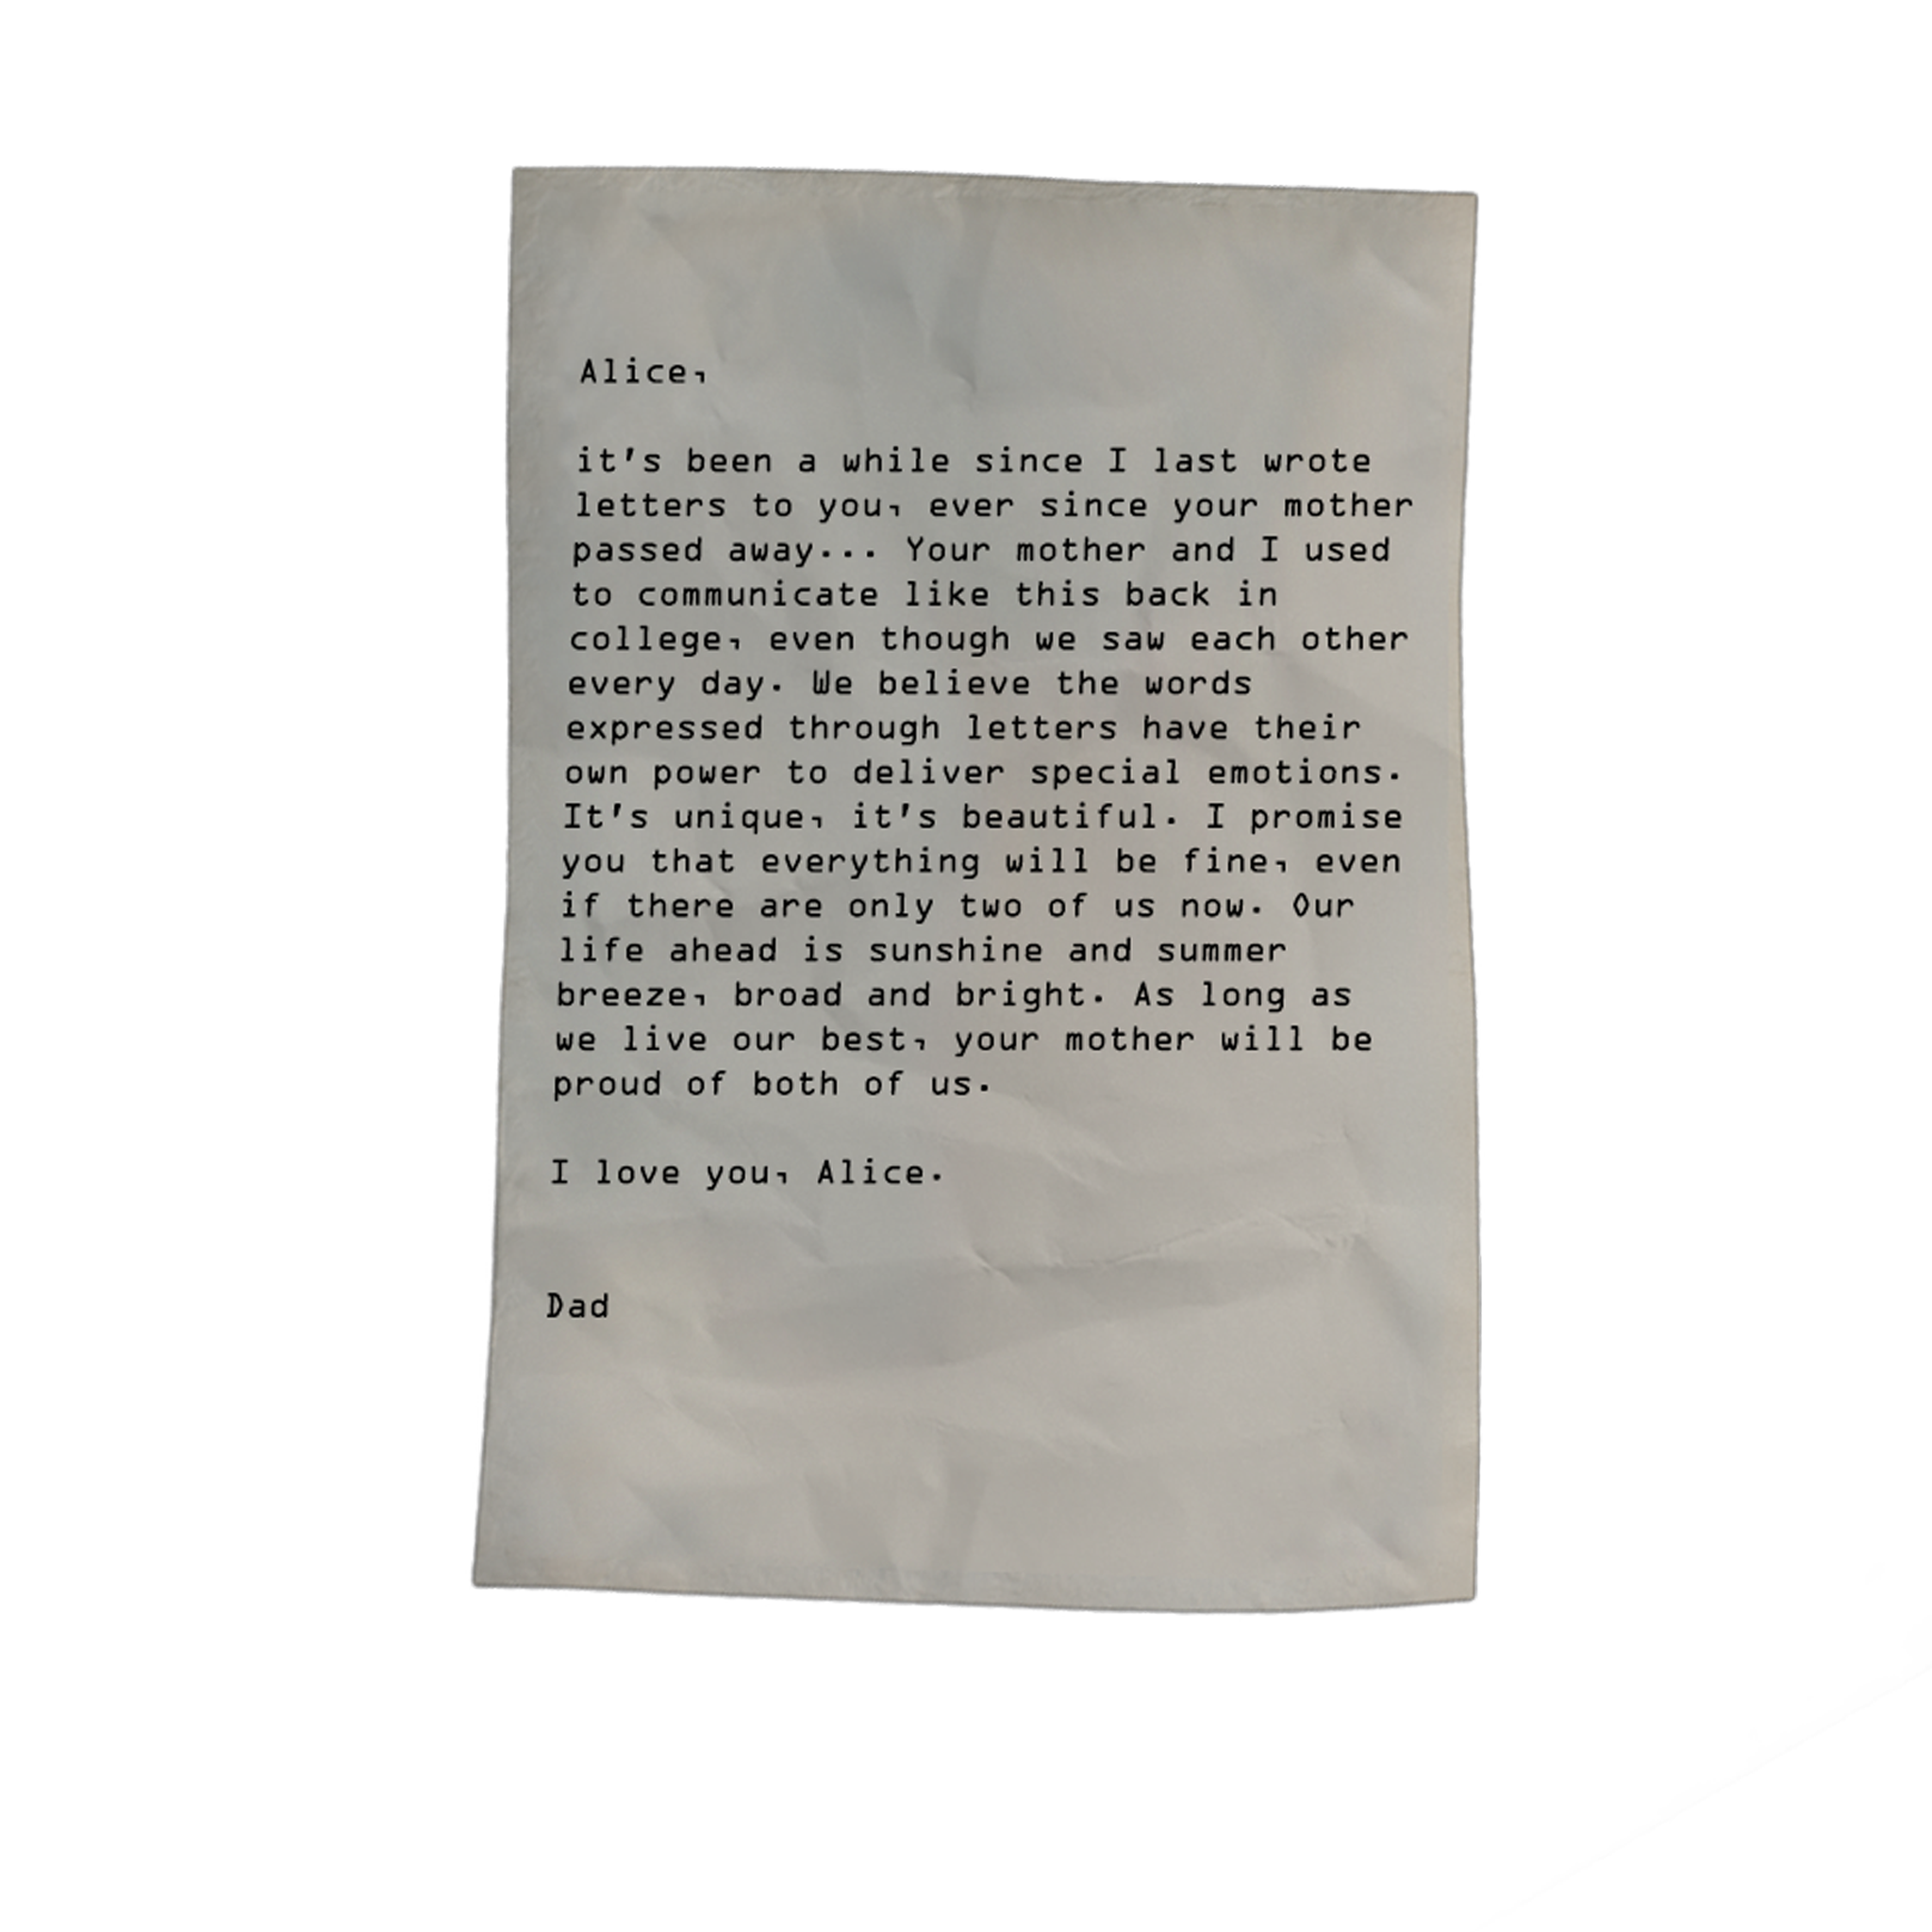 Alice,
it's been a while since I last wrote
letters to you, ever since your mother
passed away... Your mother and I used
to communicate like this back in
college, even though we saw each other
every day. We believe the words
expressed through letters have their
own power to deliver special emotions.
It's unique, it's beautiful. I promise
you that everything will be fine, even
if there are only two of us now. Our
life ahead is sunshine and summer
breeze, broad and bright. As long as
we live our best, your mother will be
proud of both of us.
I love you, Alice.
Dad